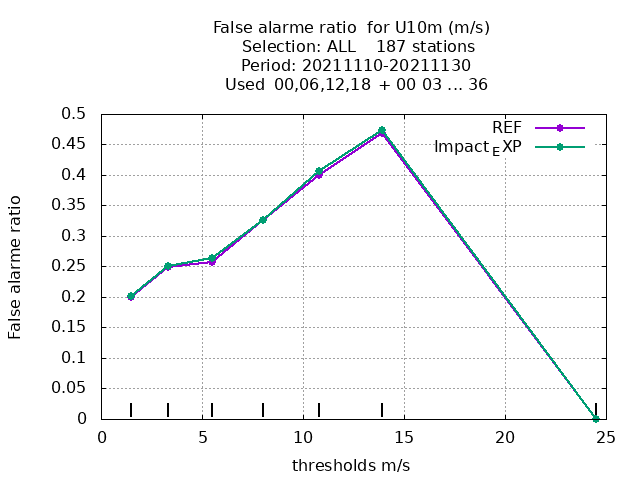 False alarme ratio  for U10m (m/s)
Selection: ALL    187 stations
Period: 20211110-20211130
Used  00,06,12,18  + 00 03 ... 36
REF
Impact_EXP
False alarme ratio
0.5
0.45
0.4
0.35
0.3
0.25
0.2
0.15
0.1
0.05
0
0 5 10 15 20 25
thresholds m/s